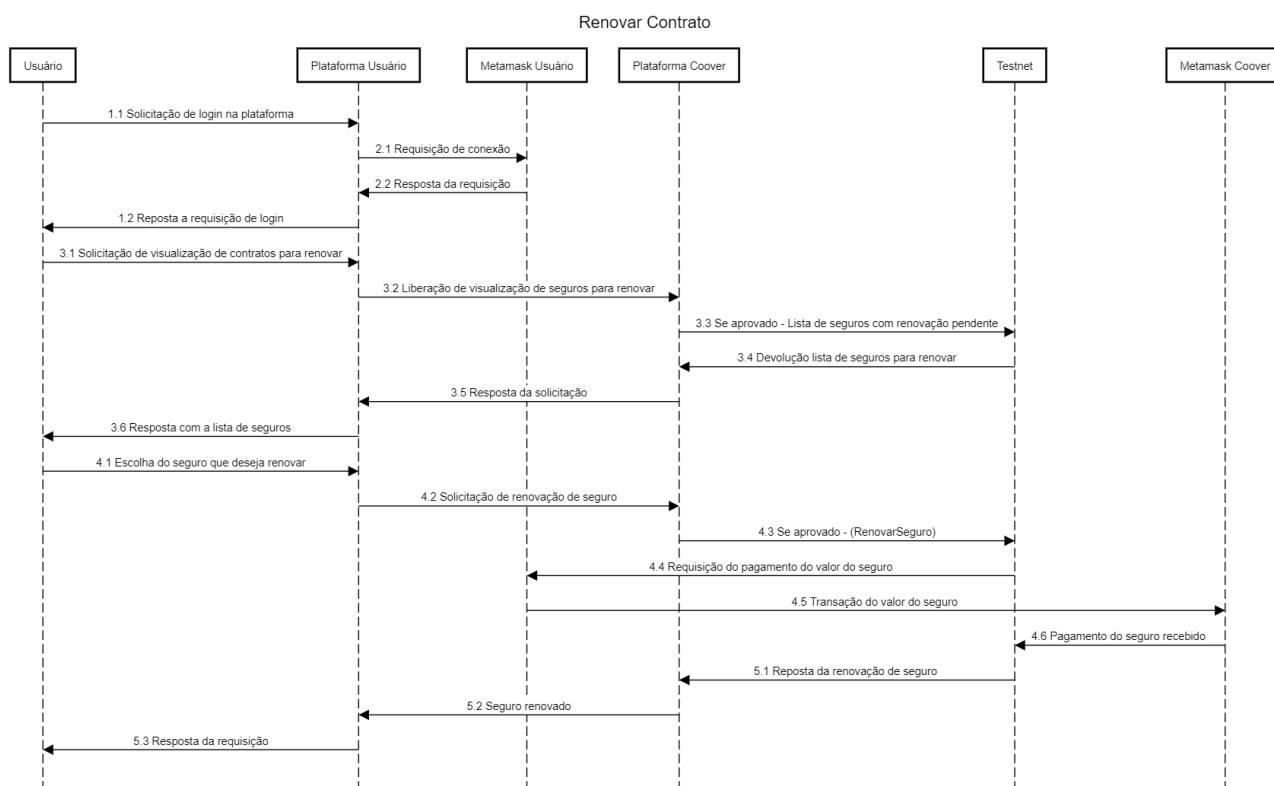 Renovar Contrato
Usuário
Plataforma Usuário
Metamask Usuário
Plataforma Coover
Testnet
Metamask Coover
1.1 Solicitação de login na plataforma
2.1 Requisição de conexão
2.2 Resposta da requisição
1.2 Reposta a requisição de login
3.1 Solicitação de visualização de contratos para renovar
3.2 Liberação de visualização de seguros para renovar
3.3 Se aprovado - Lista de seguros com renovação pendente
3.4 Devolução lista de seguros para renovar
3.5 Resposta da solicitação
3.6 Resposta com a lista de seguros
4.1 Escolha do seguro que deseja renovar
4.2 Solicitação de renovação de seguro
4.3 Se aprovado - (RenovarSeguro)
4.4 Requisição do pagamento do valor do seguro
4.5 Transação do valor do seguro
4.6 Pagamento do seguro recebido
5.1 Reposta da renovação de seguro
5.2 Seguro renovado
5.3 Resposta da requisição